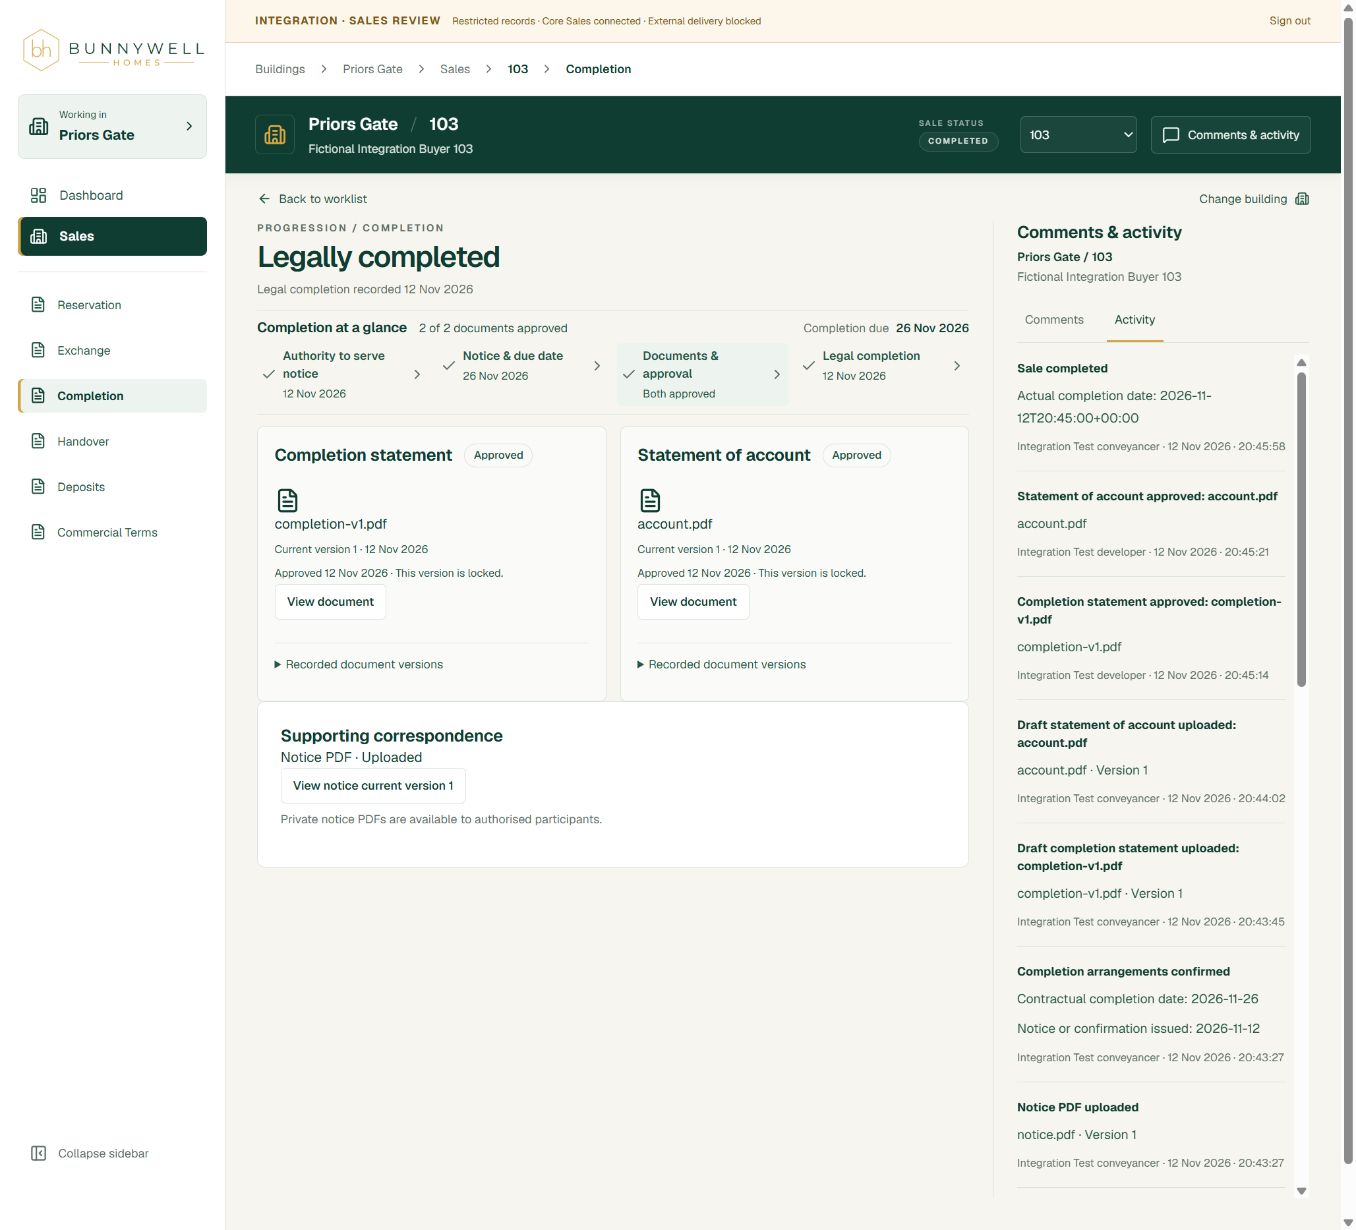 INTEGRATION · SALES REVIEW Restricted records · Core Sales connected · External delivery blocked Sign out
bh BUNNYWELL
HOMES
Working in
Priors Gate
Dashboard
Sales
Reservation
Exchange
Completion
Handover
Deposits
Commercial Terms
Collapse sidebar
Buildings > Priors Gate > Sales > 103 > Completion
Priors Gate / 103
Fictional Integration Buyer 103
SALE STATUS
COMPLETED
103
Comments & activity
Back to worklist
Change building
PROGRESSION / COMPLETION
Legally completed
Legal completion recorded 12 Nov 2026
Completion at a glance 2 of 2 documents approved
Completion due 26 Nov 2026
Authority to serve
notice
12 Nov 2026
Notice & due date
26 Nov 2026
Documents &
approval
Both approved
Legal completion
12 Nov 2026
Completion statement Approved
completion-v1.pdf
Current version 1 · 12 Nov 2026
Approved 12 Nov 2026 · This version is locked.
View document
Recorded document versions
Statement of account Approved
account.pdf
Current version 1 · 12 Nov 2026
Approved 12 Nov 2026 · This version is locked.
View document
Recorded document versions
Supporting correspondence
Notice PDF · Uploaded
View notice current version 1
Private notice PDFs are available to authorised participants.
Comments & activity
Priors Gate / 103
Fictional Integration Buyer 103
Comments Activity
Sale completed
Actual completion date: 2026-11-
12T20:45:00+00:00
Integration Test conveyancer · 12 Nov 2026 · 20:45:58
Statement of account approved: account.pdf
account.pdf
Integration Test developer · 12 Nov 2026 · 20:45:21
Completion statement approved: completion-
v1.pdf
completion-v1.pdf
Integration Test developer · 12 Nov 2026 · 20:45:14
Draft statement of account uploaded:
account.pdf
account.pdf · Version 1
Integration Test conveyancer · 12 Nov 2026 · 20:44:02
Draft completion statement uploaded:
completion-v1.pdf
completion-v1.pdf · Version 1
Integration Test conveyancer · 12 Nov 2026 · 20:43:45
Completion arrangements confirmed
Contractual completion date: 2026-11-26
Notice or confirmation issued: 2026-11-12
Integration Test conveyancer · 12 Nov 2026 · 20:43:27
Notice PDF uploaded
notice.pdf · Version 1
Integration Test conveyancer · 12 Nov 2026 · 20:43:27